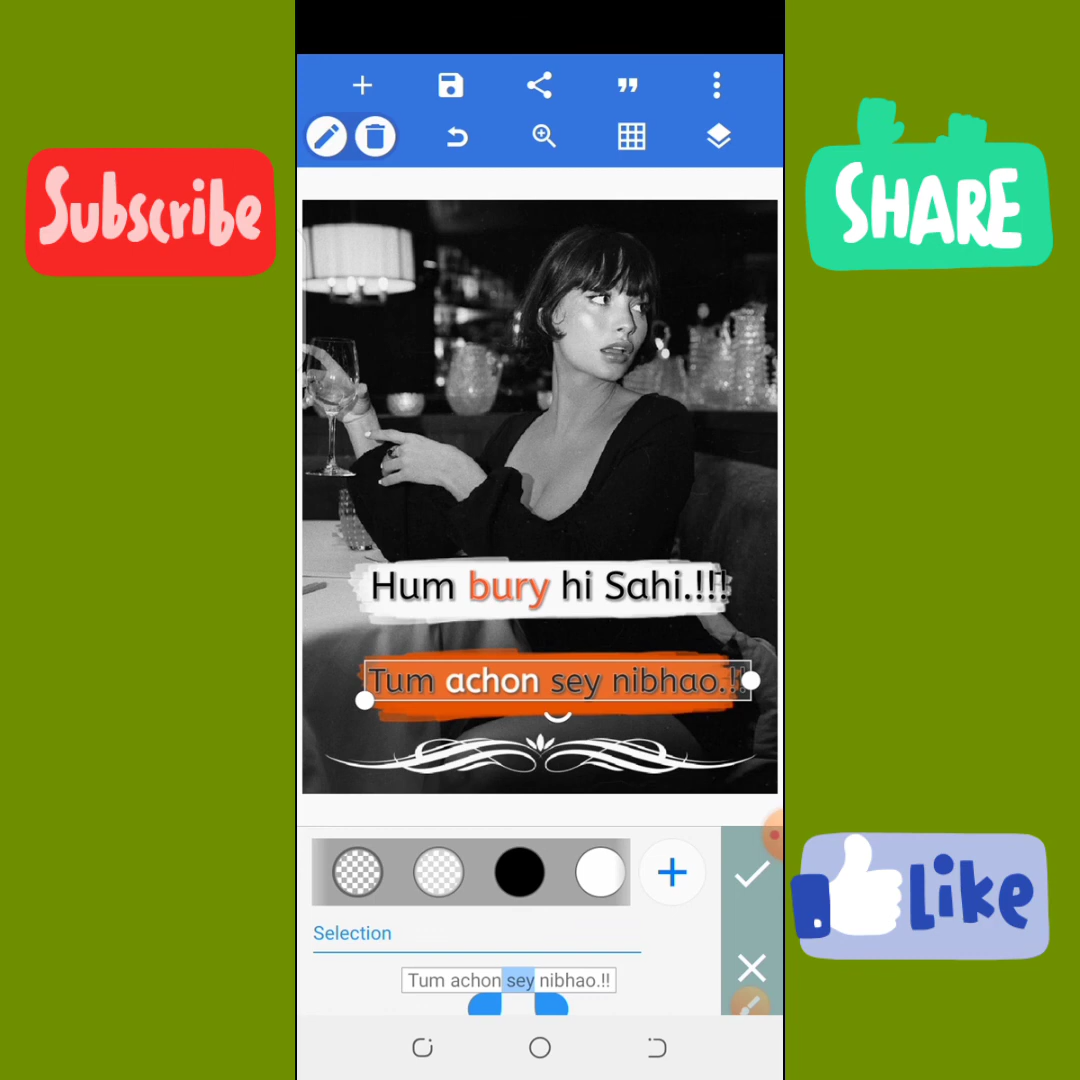 Subscribe
SHARE
Hum bury hi Sahi.!!!
Tum achon sey nibhao.!!
Like
Selection
Tum achon sey nibhao.!!